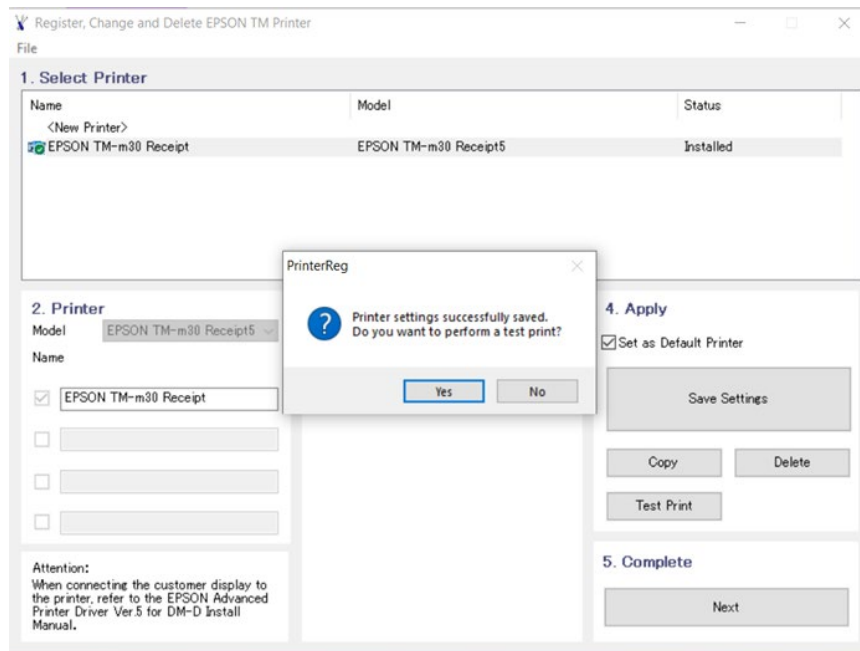 Register, Change and Delete EPSON TM Printer
File
1. Select Printer
Name Model Status
<New Printer>
EPSON TM-m30 Receipt EPSON TM-m30 Receipt5 Installed
PrinterReg
Printer settings successfully saved.
Do you want to perform a test print?
Yes No
2. Printer
Model EPSON TM-m30 Receipt5
Name
EPSON TM-m30 Receipt
Attention:
When connecting the customer display to
the printer, refer to the EPSON Advanced
Printer Driver Ver.5 for DM-D Install
Manual.
4. Apply
Set as Default Printer
Save Settings
Copy Delete
Test Print
5. Complete
Next